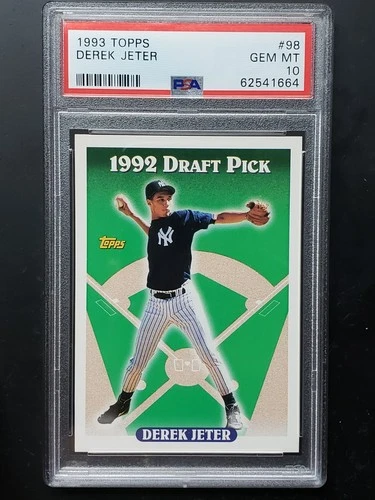 1993 TOPPS #98
DEREK JETER GEM MT
10
PSA 62541664
1992 DRAFT PICK
NY
Topps
DEREK JETER